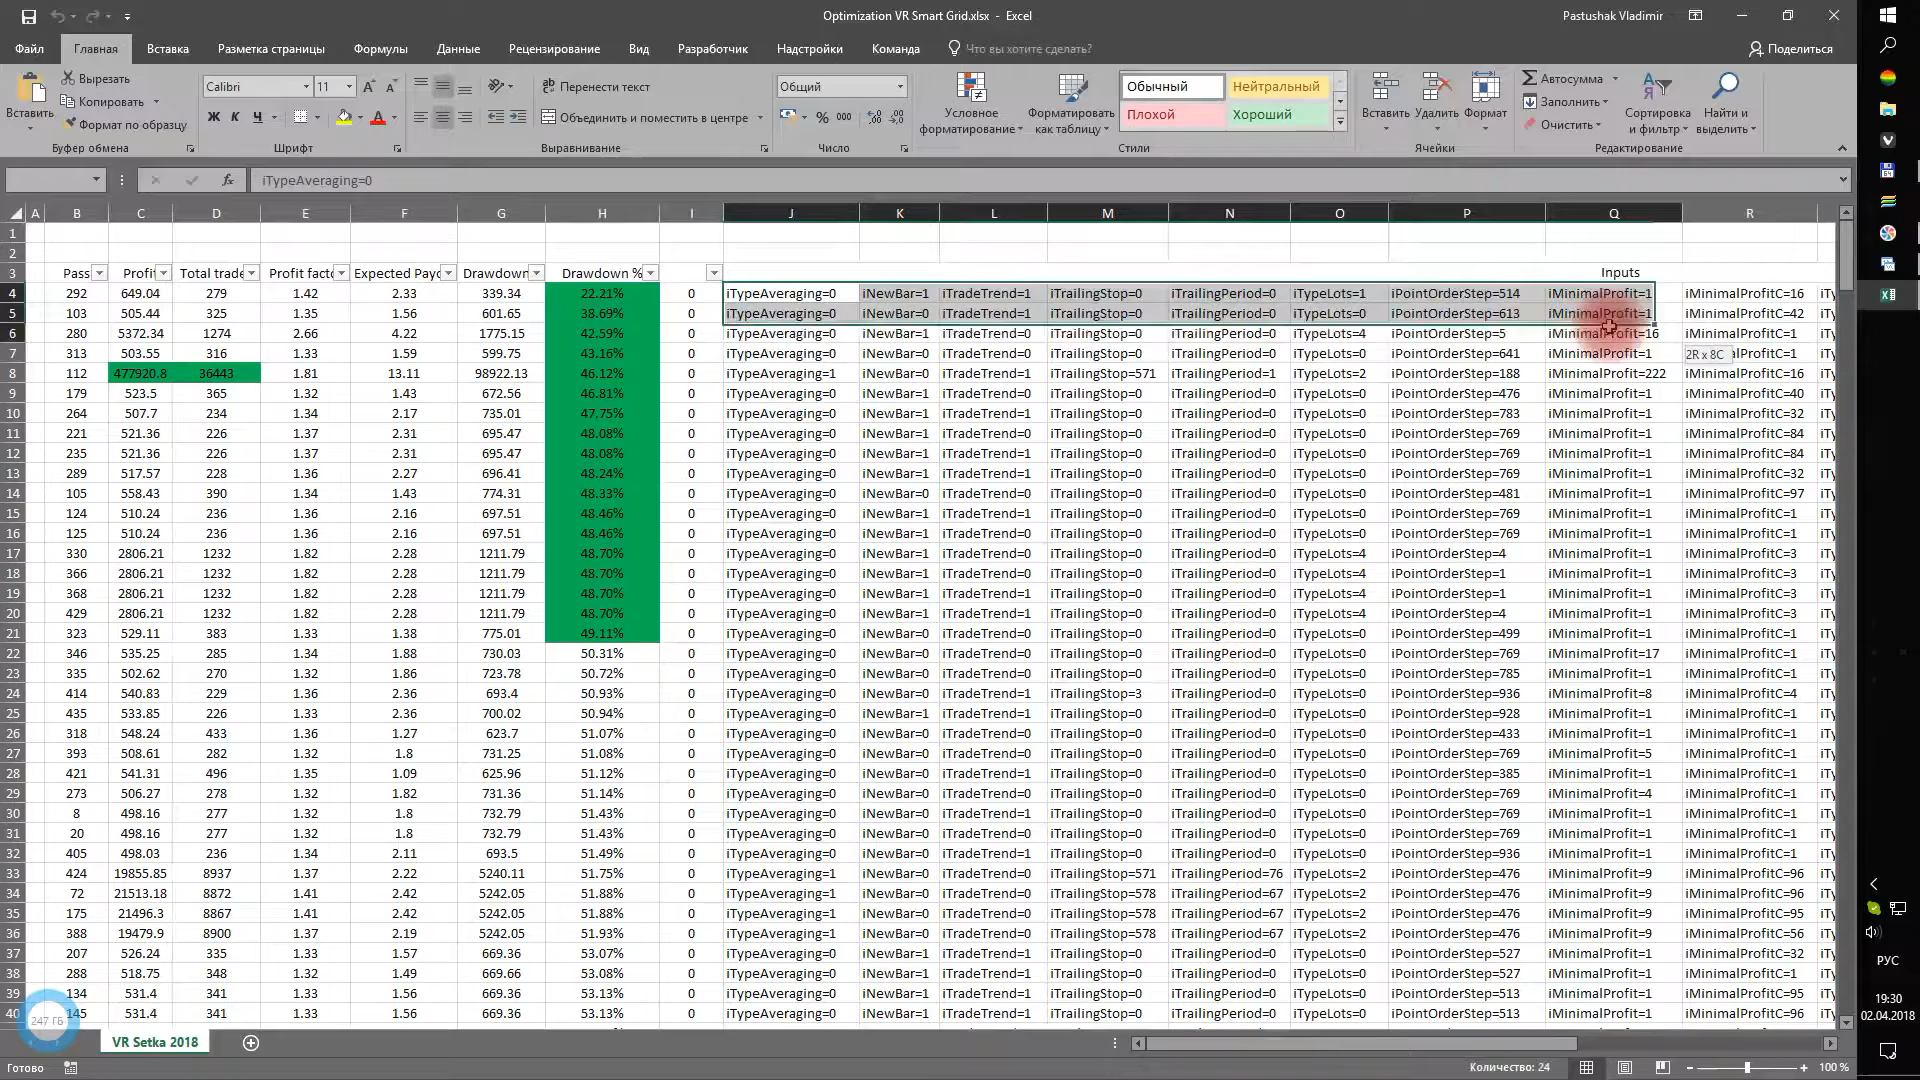 Optimization VR Smart Grid.xlsx - Excel
Pastushak Vladimir
Файл Главная Вставка Разметка страницы Формулы Данные Рецензирование Вид Разработчик Надстройки Команда Что вы хотите сделать? Поделиться
Вставить
Вырезать
Копировать
Формат по образцу
Буфер обмена
Calibri 11
Ж К Ч
Шрифт
Перенести текст
Объединить и поместить в центре
Выравнивание
Общий
% 000
Число
Условное форматирование
Форматировать как таблицу
Обычный Нейтральный
Плохой Хороший
Стили
Вставить Удалить Формат
Ячейки
Автосумма
Заполнить
Очистить
Сортировка и фильтр
Найти и выделить
Редактирование
fx iTypeAveraging=0
A B C D E F G H I J K L M N O P Q R
1
2
3 Pass Profit Total trade Profit facto Expected Payo Drawdown Drawdown % Inputs
4 292 649.04 279 1.42 2.33 339.34 22.21% 0 iTypeAveraging=0 iNewBar=1 iTradeTrend=1 iTrailingStop=0 iTrailingPeriod=0 iTypeLots=1 iPointOrderStep=514 iMinimalProfit=1 iMinimalProfitC=16 iTy
5 103 505.44 325 1.35 1.56 601.65 38.69% 0 iTypeAveraging=0 iNewBar=0 iTradeTrend=1 iTrailingStop=0 iTrailingPeriod=0 iTypeLots=0 iPointOrderStep=613 iMinimalProfit=1 iMinimalProfitC=42 iTy
6 280 5372.34 1274 2.66 4.22 1775.15 42.59% 0 iTypeAveraging=0 iNewBar=1 iTradeTrend=0 iTrailingStop=0 iTrailingPeriod=0 iTypeLots=4 iPointOrderStep=5 iMinimalProfit=16 iMinimalProfitC=1 iTy
7 313 503.55 316 1.33 1.59 599.75 43.16% 0 iTypeAveraging=0 iNewBar=0 iTradeTrend=1 iTrailingStop=0 iTrailingPeriod=0 iTypeLots=0 iPointOrderStep=641 iMinimalProfit=1 2R x 8C lProfitC=1 iTy
8 112 477920.8 36443 1.81 13.11 98922.13 46.12% 0 iTypeAveraging=1 iNewBar=0 iTradeTrend=0 iTrailingStop=571 iTrailingPeriod=1 iTypeLots=2 iPointOrderStep=188 iMinimalProfit=222 iMinimalProfitC=16 iTy
9 179 523.5 365 1.32 1.43 672.56 46.81% 0 iTypeAveraging=0 iNewBar=1 iTradeTrend=0 iTrailingStop=0 iTrailingPeriod=0 iTypeLots=0 iPointOrderStep=476 iMinimalProfit=1 iMinimalProfitC=40 iTy
10 264 507.7 234 1.34 2.17 735.01 47.75% 0 iTypeAveraging=0 iNewBar=1 iTradeTrend=0 iTrailingStop=0 iTrailingPeriod=0 iTypeLots=0 iPointOrderStep=783 iMinimalProfit=1 iMinimalProfitC=32 iTy
11 221 521.36 226 1.37 2.31 695.47 48.08% 0 iTypeAveraging=0 iNewBar=1 iTradeTrend=0 iTrailingStop=0 iTrailingPeriod=0 iTypeLots=0 iPointOrderStep=769 iMinimalProfit=1 iMinimalProfitC=84 iTy
12 235 521.36 226 1.37 2.31 695.47 48.08% 0 iTypeAveraging=0 iNewBar=1 iTradeTrend=0 iTrailingStop=0 iTrailingPeriod=0 iTypeLots=0 iPointOrderStep=769 iMinimalProfit=1 iMinimalProfitC=84 iTy
13 289 517.57 228 1.36 2.27 696.41 48.24% 0 iTypeAveraging=0 iNewBar=1 iTradeTrend=0 iTrailingStop=0 iTrailingPeriod=0 iTypeLots=0 iPointOrderStep=769 iMinimalProfit=1 iMinimalProfitC=32 iTy
14 105 558.43 390 1.34 1.43 774.31 48.33% 0 iTypeAveraging=0 iNewBar=1 iTradeTrend=0 iTrailingStop=0 iTrailingPeriod=0 iTypeLots=0 iPointOrderStep=481 iMinimalProfit=1 iMinimalProfitC=97 iTy
15 124 510.24 236 1.36 2.16 697.51 48.46% 0 iTypeAveraging=0 iNewBar=1 iTradeTrend=0 iTrailingStop=0 iTrailingPeriod=0 iTypeLots=0 iPointOrderStep=769 iMinimalProfit=1 iMinimalProfitC=1 iTy
16 125 510.24 236 1.36 2.16 697.51 48.46% 0 iTypeAveraging=0 iNewBar=1 iTradeTrend=0 iTrailingStop=0 iTrailingPeriod=0 iTypeLots=0 iPointOrderStep=769 iMinimalProfit=1 iMinimalProfitC=1 iTy
17 330 2806.21 1232 1.82 2.28 1211.79 48.70% 0 iTypeAveraging=0 iNewBar=1 iTradeTrend=0 iTrailingStop=0 iTrailingPeriod=0 iTypeLots=4 iPointOrderStep=4 iMinimalProfit=1 iMinimalProfitC=3 iTy
18 366 2806.21 1232 1.82 2.28 1211.79 48.70% 0 iTypeAveraging=0 iNewBar=1 iTradeTrend=0 iTrailingStop=0 iTrailingPeriod=0 iTypeLots=4 iPointOrderStep=1 iMinimalProfit=1 iMinimalProfitC=3 iTy
19 368 2806.21 1232 1.82 2.28 1211.79 48.70% 0 iTypeAveraging=0 iNewBar=1 iTradeTrend=0 iTrailingStop=0 iTrailingPeriod=0 iTypeLots=4 iPointOrderStep=1 iMinimalProfit=1 iMinimalProfitC=3 iTy
20 429 2806.21 1232 1.82 2.28 1211.79 48.70% 0 iTypeAveraging=0 iNewBar=1 iTradeTrend=0 iTrailingStop=0 iTrailingPeriod=0 iTypeLots=4 iPointOrderStep=4 iMinimalProfit=1 iMinimalProfitC=3 iTy
21 323 529.11 383 1.33 1.38 775.01 49.11% 0 iTypeAveraging=0 iNewBar=1 iTradeTrend=0 iTrailingStop=0 iTrailingPeriod=0 iTypeLots=0 iPointOrderStep=499 iMinimalProfit=1 iMinimalProfitC=1 iTy
22 346 535.25 285 1.34 1.88 730.03 50.31% 0 iTypeAveraging=0 iNewBar=0 iTradeTrend=1 iTrailingStop=0 iTrailingPeriod=0 iTypeLots=0 iPointOrderStep=769 iMinimalProfit=17 iMinimalProfitC=1 iTy
23 335 502.62 270 1.32 1.86 723.78 50.72% 0 iTypeAveraging=0 iNewBar=0 iTradeTrend=1 iTrailingStop=0 iTrailingPeriod=0 iTypeLots=0 iPointOrderStep=785 iMinimalProfit=1 iMinimalProfitC=1 iTy
24 414 540.83 229 1.36 2.36 693.4 50.93% 0 iTypeAveraging=0 iNewBar=1 iTradeTrend=1 iTrailingStop=3 iTrailingPeriod=0 iTypeLots=0 iPointOrderStep=936 iMinimalProfit=8 iMinimalProfitC=4 iTy
25 435 533.85 226 1.33 2.36 700.02 50.94% 0 iTypeAveraging=0 iNewBar=1 iTradeTrend=1 iTrailingStop=0 iTrailingPeriod=0 iTypeLots=0 iPointOrderStep=928 iMinimalProfit=1 iMinimalProfitC=1 iTy
26 318 548.24 433 1.36 1.27 623.7 51.07% 0 iTypeAveraging=0 iNewBar=0 iTradeTrend=1 iTrailingStop=0 iTrailingPeriod=0 iTypeLots=0 iPointOrderStep=433 iMinimalProfit=1 iMinimalProfitC=1 iTy
27 393 508.61 282 1.32 1.8 731.25 51.08% 0 iTypeAveraging=0 iNewBar=0 iTradeTrend=1 iTrailingStop=0 iTrailingPeriod=0 iTypeLots=0 iPointOrderStep=769 iMinimalProfit=5 iMinimalProfitC=1 iTy
28 421 541.31 496 1.35 1.09 625.96 51.12% 0 iTypeAveraging=0 iNewBar=0 iTradeTrend=1 iTrailingStop=0 iTrailingPeriod=0 iTypeLots=0 iPointOrderStep=385 iMinimalProfit=1 iMinimalProfitC=1 iTy
29 273 506.27 278 1.32 1.82 731.36 51.14% 0 iTypeAveraging=0 iNewBar=0 iTradeTrend=1 iTrailingStop=0 iTrailingPeriod=0 iTypeLots=0 iPointOrderStep=769 iMinimalProfit=4 iMinimalProfitC=1 iTy
30 8 498.16 277 1.32 1.8 732.79 51.43% 0 iTypeAveraging=0 iNewBar=0 iTradeTrend=1 iTrailingStop=0 iTrailingPeriod=0 iTypeLots=0 iPointOrderStep=769 iMinimalProfit=1 iMinimalProfitC=1 iTy
31 20 498.16 277 1.32 1.8 732.79 51.43% 0 iTypeAveraging=0 iNewBar=0 iTradeTrend=1 iTrailingStop=0 iTrailingPeriod=0 iTypeLots=0 iPointOrderStep=769 iMinimalProfit=1 iMinimalProfitC=1 iTy
32 405 498.03 236 1.34 2.11 693.5 51.49% 0 iTypeAveraging=0 iNewBar=0 iTradeTrend=1 iTrailingStop=0 iTrailingPeriod=0 iTypeLots=0 iPointOrderStep=936 iMinimalProfit=1 iMinimalProfitC=1 iTy
33 424 19855.85 8937 1.37 2.22 5240.11 51.75% 0 iTypeAveraging=1 iNewBar=0 iTradeTrend=0 iTrailingStop=571 iTrailingPeriod=76 iTypeLots=2 iPointOrderStep=476 iMinimalProfit=9 iMinimalProfitC=96 iTy
34 72 21513.18 8872 1.41 2.42 5242.05 51.88% 0 iTypeAveraging=1 iNewBar=0 iTradeTrend=0 iTrailingStop=578 iTrailingPeriod=67 iTypeLots=2 iPointOrderStep=476 iMinimalProfit=9 iMinimalProfitC=96 iTy
35 175 21496.3 8867 1.41 2.42 5242.05 51.88% 0 iTypeAveraging=1 iNewBar=0 iTradeTrend=0 iTrailingStop=578 iTrailingPeriod=67 iTypeLots=2 iPointOrderStep=476 iMinimalProfit=9 iMinimalProfitC=95 iTy
36 388 19479.9 8900 1.37 2.19 5242.05 51.93% 0 iTypeAveraging=1 iNewBar=0 iTradeTrend=0 iTrailingStop=578 iTrailingPeriod=67 iTypeLots=2 iPointOrderStep=476 iMinimalProfit=9 iMinimalProfitC=56 iTy
37 207 526.24 335 1.33 1.57 669.36 53.07% 0 iTypeAveraging=0 iNewBar=1 iTradeTrend=1 iTrailingStop=0 iTrailingPeriod=0 iTypeLots=0 iPointOrderStep=527 iMinimalProfit=1 iMinimalProfitC=32 iTy
38 288 518.75 348 1.32 1.49 669.66 53.08% 0 iTypeAveraging=0 iNewBar=1 iTradeTrend=1 iTrailingStop=0 iTrailingPeriod=0 iTypeLots=0 iPointOrderStep=527 iMinimalProfit=1 iMinimalProfitC=1 iTy
39 134 531.4 341 1.33 1.56 669.36 53.13% 0 iTypeAveraging=0 iNewBar=1 iTradeTrend=1 iTrailingStop=0 iTrailingPeriod=0 iTypeLots=0 iPointOrderStep=513 iMinimalProfit=1 iMinimalProfitC=95 iTy
40 145 531.4 341 1.33 1.56 669.36 53.13% 0 iTypeAveraging=0 iNewBar=1 iTradeTrend=1 iTrailingStop=0 iTrailingPeriod=0 iTypeLots=0 iPointOrderStep=513 iMinimalProfit=1 iMinimalProfitC=96 iTy
247 ГБ
VR Setka 2018
Готово
Количество: 24
100 %
РУС
19:30
02.04.2018